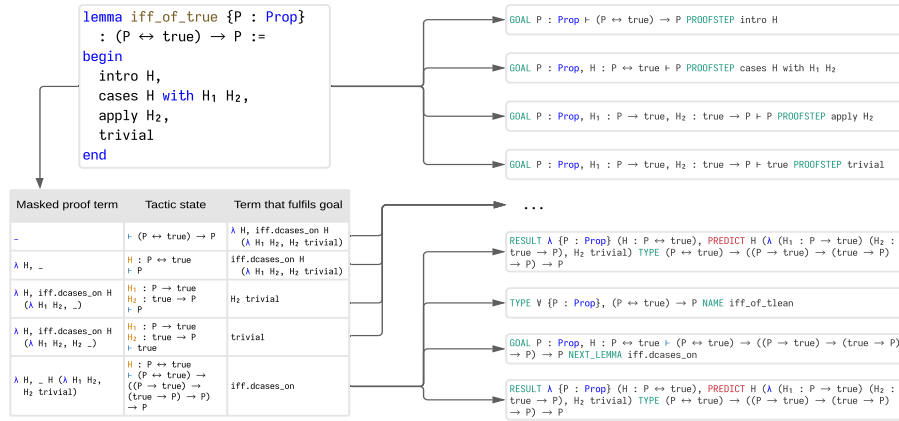 lemma iff_of_true {P : Prop}
: (P ↔ true) → P :=
begin
intro H,
cases H with H₁ H₂,
apply H₂,
trivial
end
GOAL P : Prop ⊢ (P ↔ true) → P PROOFSTEP intro H
GOAL P : Prop, H : P ↔ true ⊢ P PROOFSTEP cases H with H₁ H₂
GOAL P : Prop, H₁ : P → true, H₂ : true → P ⊢ P PROOFSTEP apply H₂
GOAL P : Prop, H₁ : P → true, H₂ : true → P ⊢ true PROOFSTEP trivial
...
Masked proof term
Tactic state
Term that fulfils goal
_
⊢ (P ↔ true) → P
λ H, iff.dcases_on H
(λ H₁ H₂, H₂ trivial)
λ H, _
H : P ↔ true
⊢ P
iff.dcases_on H
(λ H₁ H₂, H₂ trivial)
λ H, iff.dcases_on H
(λ H₁ H₂, _)
H₁ : P → true
H₂ : true → P
⊢ P
H₂ trivial
λ H, iff.dcases_on H
(λ H₁ H₂, H₂ _)
H₁ : P → true
H₂ : true → P
⊢ true
trivial
λ H, _ H (λ H₁ H₂,
H₂ trivial)
H : P ↔ true
⊢ (P ↔ true) →
((P → true) →
(true → P) → P)
→ P
iff.dcases_on
RESULT λ {P : Prop} (H : P ↔ true), PREDICT H (λ (H₁ : P → true) (H₂ :
true → P), H₂ trivial) TYPE (P ↔ true) → ((P → true) → (true → P)
→ P) → P
TYPE ∀ {P : Prop}, (P ↔ true) → P NAME iff_of_tlean
GOAL P : Prop, H : P ↔ true ⊢ (P ↔ true) → ((P → true) → (true → P)
→ P) → P NEXT_LEMMA iff.dcases_on
RESULT λ {P : Prop} (H : P ↔ true), PREDICT H (λ (H₁ : P → true) (H₂ :
true → P), H₂ trivial) TYPE (P ↔ true) → ((P → true) → (true → P)
→ P) → P